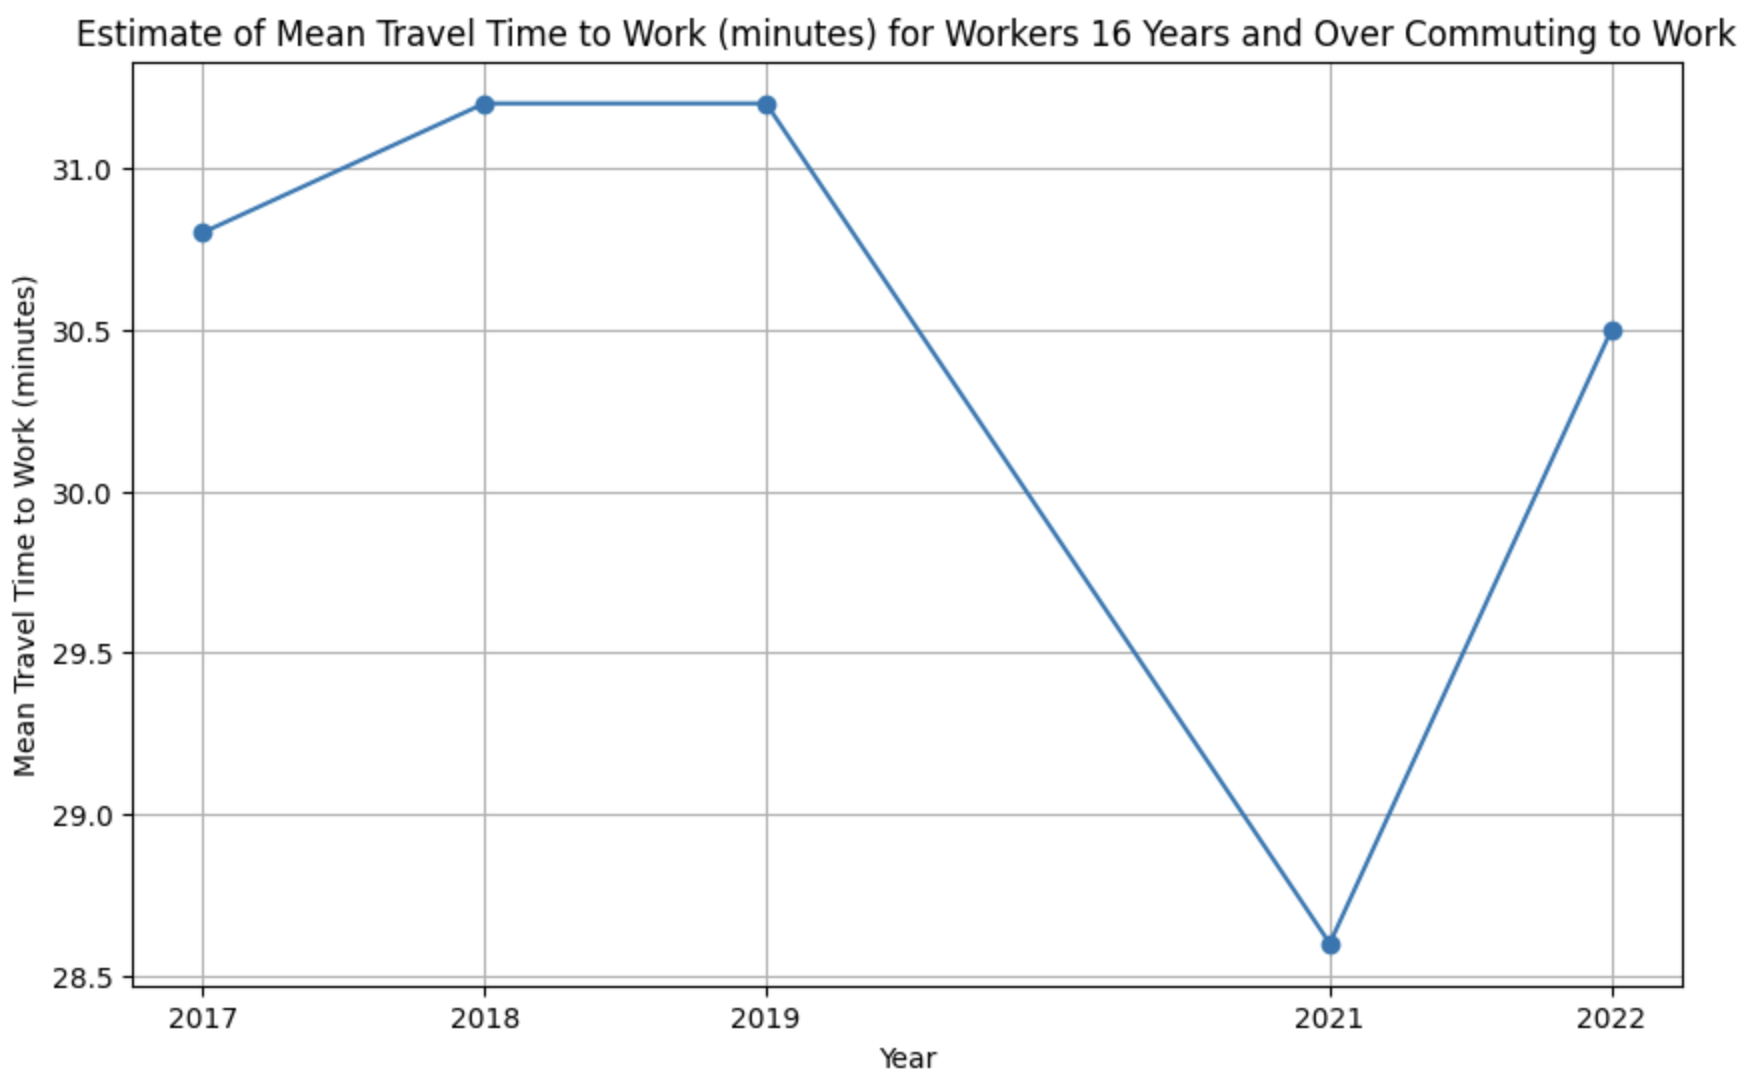 Estimate of Mean Travel Time to Work (minutes) for Workers 16 Years and Over Commuting to Work
Mean Travel Time to Work (minutes)
31.0
30.5
30.0
29.5
29.0
28.5
2017 2018 2019 2021 2022
Year